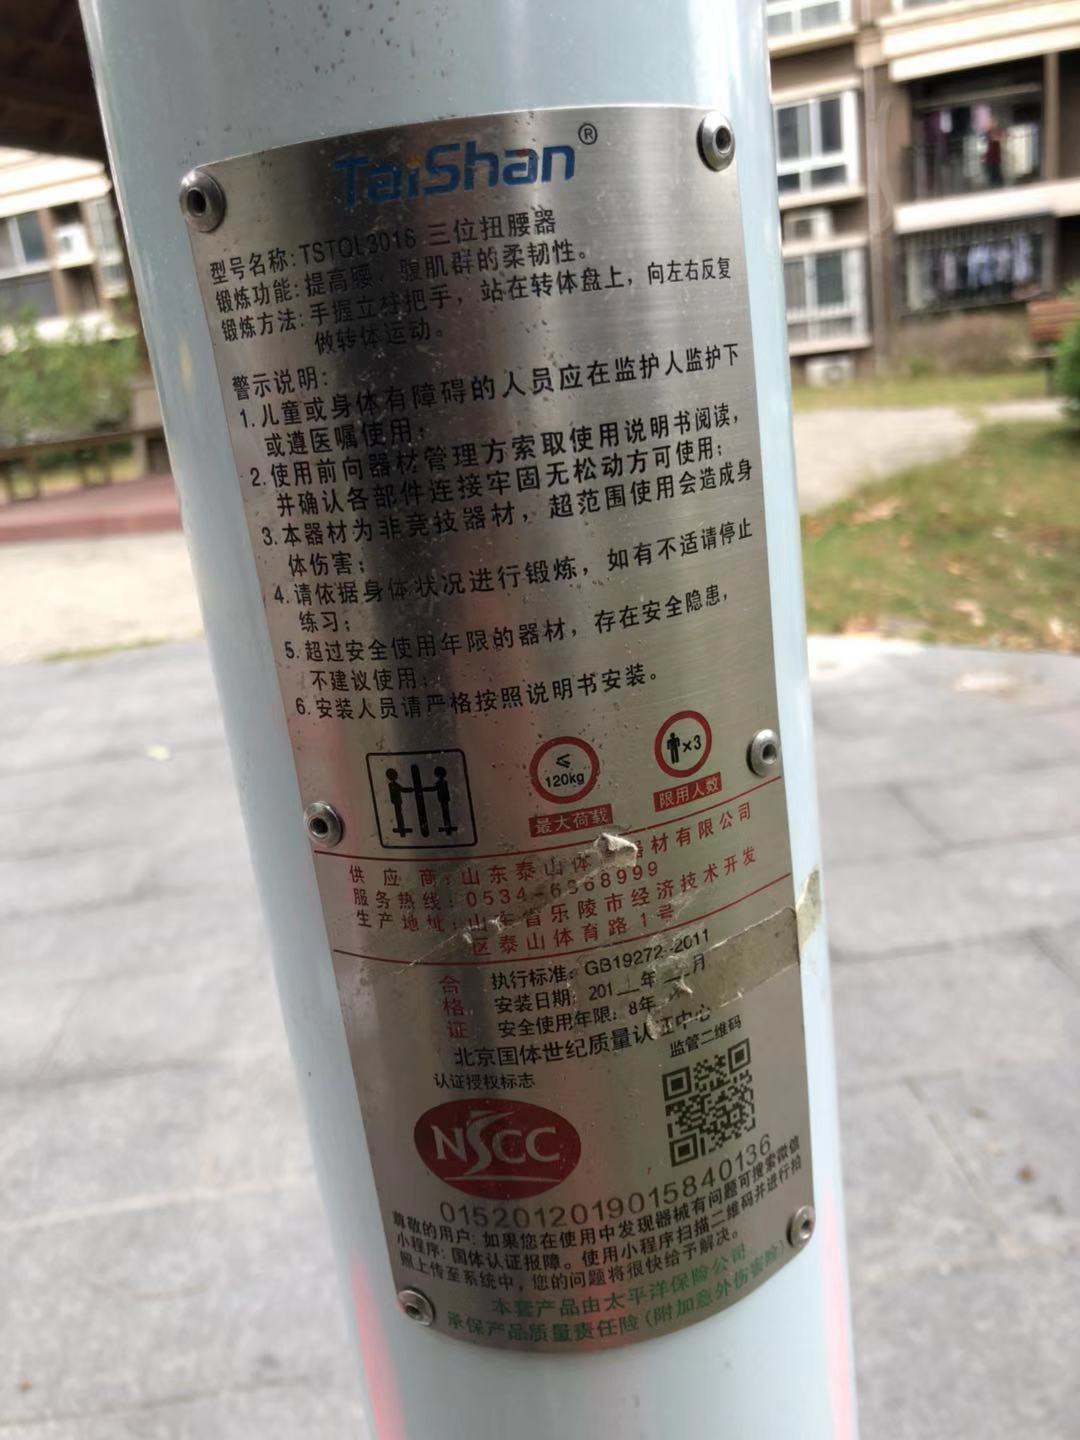 TaiShan®
型号名称: TSTQL3016 三位扭腰器
锻炼功能: 提高腰、腹肌群的柔韧性。
锻炼方法: 手握立柱把手，站在转体盘上，向左右反复
做转体运动。
警示说明:
1.儿童或身体有障碍的人员应在监护人监护下
或遵医嘱使用;
2.使用前向器材管理方索取使用说明书阅读，
并确认各部件连接牢固无松动方可使用;
3.本器材为非竞技器材，超范围使用会造成身
体伤害;
4.请依据身体状况进行锻炼，如有不适请停止
练习;
5.超过安全使用年限的器材，存在安全隐患，
不建议使用;
6.安装人员请严格按照说明书安装。
≤
120kg
×3
最大荷载
限用人数
供应商: 山东泰山体 器材有限公司
服务热线: 0534-6368999
生产地址: 山东省乐陵市经济技术开发
区泰山体育路1号
合格证
执行标准: GB19272-2011
安装日期: 201__年__月
安全使用年限: 8年
北京国体世纪质量认证中心
认证授权标志
监管二维码
NSCC
01520120190158401​36
尊敬的用户: 如果您在使用中发现器械有问题可搜索微信
小程序: 国体认证报障。使用小程序扫描二维码并进行拍
照上传至系统中，您的问题将很快给予解决。
本套产品由太平洋保险公司
承保产品质量责任险(附加意外伤害险)